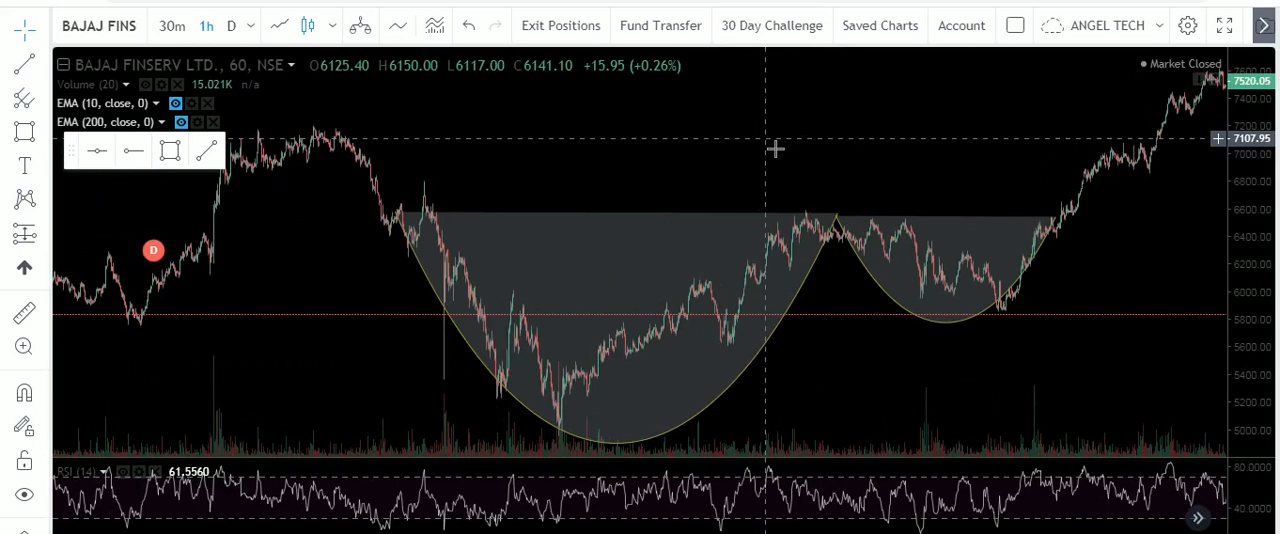 BAJAJ FINS 30m 1h D Exit Positions Fund Transfer 30 Day Challenge Saved Charts Account ANGEL TECH
BAJAJ FINSERV LTD., 60, NSE O6125.40 H6150.00 L6117.00 C6141.10 +15.95 (+0.26%) Market Closed
Volume (20) 15.021K n/a
EMA (10, close, 0)
EMA (200, close, 0)
T
D
7600.00
7520.05
7400.00
7200.00
7107.95
7000.00
6800.00
6600.00
6400.00
6200.00
6000.00
5800.00
5600.00
5400.00
5200.00
5000.00
RSI (14) 61.5560
80.0000
40.0000